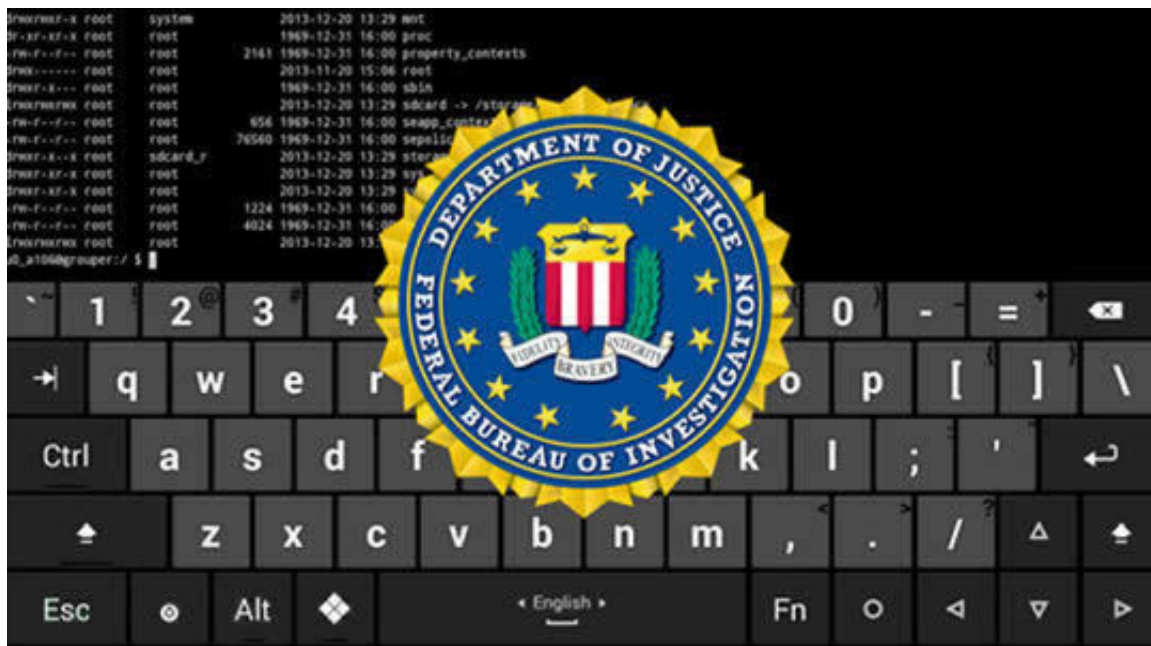 drwxrwxr-x root system 2013-12-20 13:29 mnt
dr-xr-xr-x root root 1969-12-31 16:00 proc
-rw-r--r-- root root 2161 1969-12-31 16:00 property_contexts
drwx------ root root 2013-11-20 15:06 root
drwxr-x--- root root 1969-12-31 16:00 sbin
lrwxrwxrwx root root 2013-12-20 13:29 sdcard -> /storage
-rw-r--r-- root root 656 1969-12-31 16:00 seapp_contex
-rw-r--r-- root root 76560 1969-12-31 16:00 sepolic
drwxr-x--x root sdcard_r 2013-12-20 13:29 stor
drwxr-xr-x root root 2013-12-20 13:29 sys
drwxr-xr-x root root 2013-12-20 13:29
-rw-r--r-- root root 1224 1969-12-31 16:00
-rw-r--r-- root root 4024 1969-12-31 16:00
lrwxrwxrwx root root 2013-12-20 13:
u0_a106@grouper:/ $
DEPARTMENT OF JUSTICE
FEDERAL BUREAU OF INVESTIGATION
FIDELITY BRAVERY INTEGRITY
` ~ 1 ! 2 @ 3 # 4 0 ) - _ = +
q w e r o p [ { ] } \
Ctrl a s d f k l ; : ' "
z x c v b n m , < . > / ?
Esc Alt English Fn